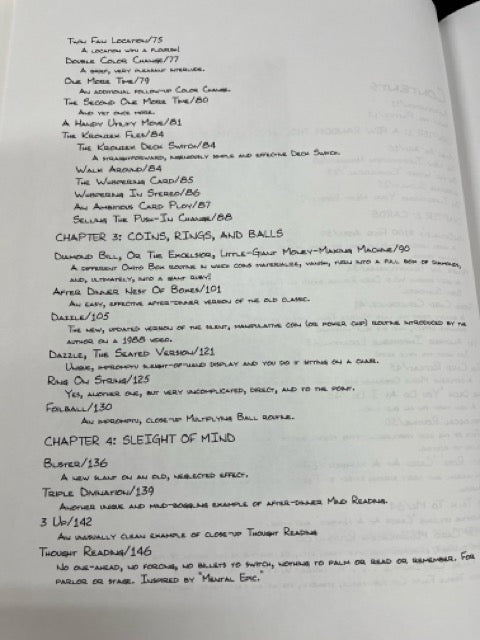 Twin Fan Location/75
A location with a flourish!
Double Color Change/77
A brief, very pleasant interlude.
One More Time/79
An additional follow-up Color Change.
The Second One More Time/80
And yet once more.
A Handy Utility Move/81
The Kronzek Files/84
The Kronzek Deck Switch/84
A straightforward, ingeniously simple and effective Deck Switch.
Walk Around/84
The Whispering Card/85
Whispering In Stereo/86
An Ambitious Card Ploy/87
Selling The Push-In Change/88
CHAPTER 3: COINS, RINGS, AND BALLS
Diamond Bill, Or The Excelsior, Little-Giant Money-Making Machine/90
A different Okito Box routine in which coins materialize, vanish, turn into a full box of diamonds,
and, ultimately, into a giant ruby!
After Dinner Nest Of Boxes/101
An easy, effective after-dinner version of the old classic.
Dazzle/105
The new, updated version of the silent, manipulative coin (or power chip) routine introduced by the
author on a 1988 video.
Dazzle, The Seated Version/121
Unique, impromptu sleight-of-hand display and you do it sitting on a chair.
Ring On String/125
Yes, another one, but very uncomplicated, direct, and to the point.
Foilball/130
An impromptu, close-up Multiplying Ball routine.
CHAPTER 4: SLEIGHT OF MIND
Buster/136
A new slant on an old, neglected effect.
Triple Divination/139
Another unique and mind-boggling example of after-dinner Mind Reading.
3 Up/142
An unusually clean example of close-up Thought Reading
Thought Reading/146
No one-ahead, no forcing, no billets to switch, nothing to palm or read or remember. For
parlor or stage. Inspired by "Mental Epic."